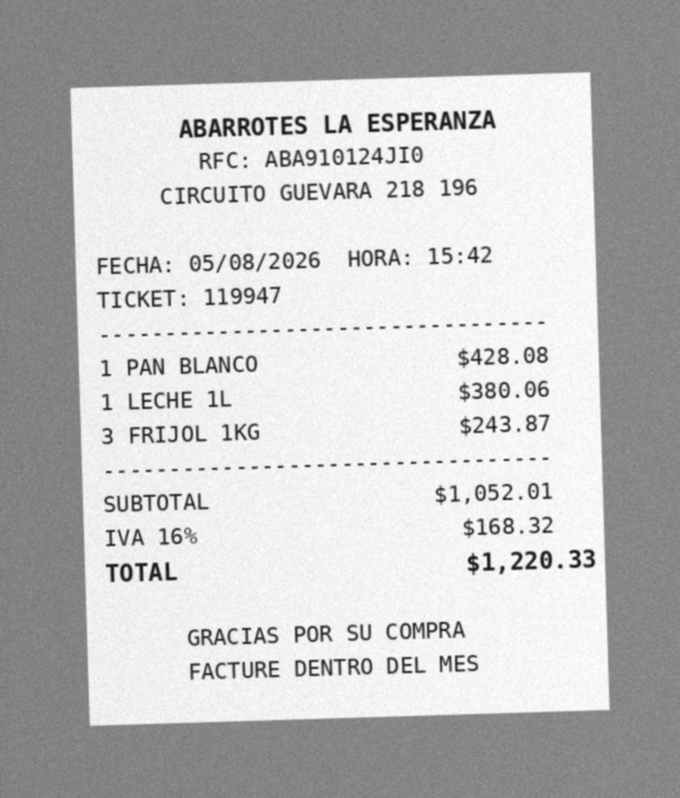 ABARROTES LA ESPERANZA
RFC: ABA910124JI0
CIRCUITO GUEVARA 218 196
FECHA: 05/08/2026 HORA: 15:42
TICKET: 119947
-----------------------------------
1 PAN BLANCO $428.08
1 LECHE 1L $380.06
3 FRIJOL 1KG $243.87
-----------------------------------
SUBTOTAL $1,052.01
IVA 16% $168.32
TOTAL $1,220.33
GRACIAS POR SU COMPRA
FACTURE DENTRO DEL MES